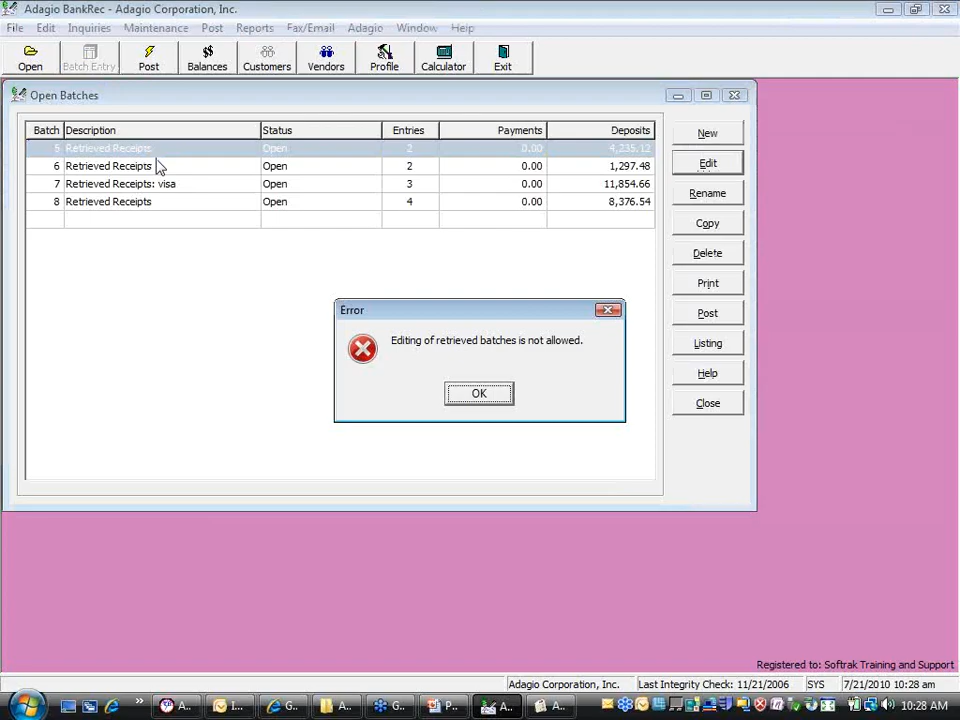 Adagio BankRec - Adagio Corporation, Inc.
File Edit Inquiries Maintenance Post Reports Fax/Email Adagio Window Help
Open Batch Entry Post Balances Customers Vendors Profile Calculator Exit
Open Batches
Batch Description Status Entries Payments Deposits
5 Retrieved Receipts Open 2 0.00 4,235.12
6 Retrieved Receipts Open 2 0.00 1,297.48
7 Retrieved Receipts: visa Open 3 0.00 11,854.66
8 Retrieved Receipts Open 4 0.00 8,376.54
New
Edit
Rename
Copy
Delete
Print
Post
Listing
Help
Close
Error
Editing of retrieved batches is not allowed.
OK
Registered to: Softrak Training and Support
Adagio Corporation, Inc. Last Integrity Check: 11/21/2006 SYS 7/21/2010 10:28 am
» A.. I... G... A... G... P... A.. A... 10:28 AM